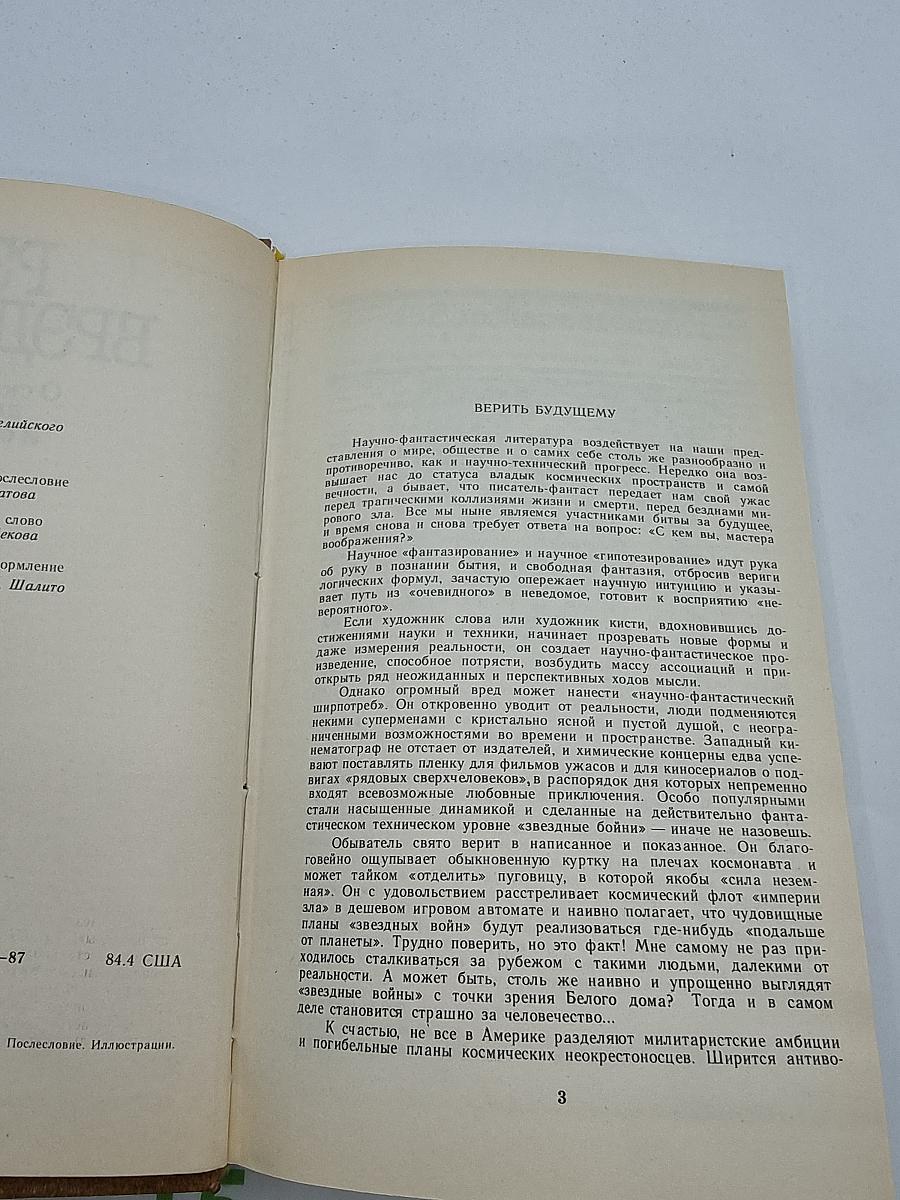 елийского
ослесловие
атова
слово
екова
ормление
. Шалито
–87 84.4 США
Послесловие. Иллюстрации.
ВЕРИТЬ БУДУЩЕМУ
Научно-фантастическая литература воздействует на наши пред-
ставления о мире, обществе и о самих себе столь же разнообразно и
противоречиво, как и научно-технический прогресс. Нередко она воз-
вышает нас до статуса владык космических пространств и самой
вечности, а бывает, что писатель-фантаст передает нам свой ужас
перед трагическими коллизиями жизни и смерти, перед безднами ми-
рового зла. Все мы ныне являемся участниками битвы за будущее,
и время снова и снова требует ответа на вопрос: «С кем вы, мастера
воображения?»
Научное «фантазирование» и научное «гипотезирование» идут рука
об руку в познании бытия, и свободная фантазия, отбросив вериги
логических формул, зачастую опережает научную интуицию и указы-
вает путь из «очевидного» в неведомое, готовит к восприятию «не-
вероятного».
Если художник слова или художник кисти, вдохновившись до-
стижениями науки и техники, начинает прозревать новые формы и
даже измерения реальности, он создает научно-фантастическое про-
изведение, способное потрясти, возбудить массу ассоциаций и при-
открыть ряд неожиданных и перспективных ходов мысли.
Однако огромный вред может нанести «научно-фантастический
ширпотреб». Он откровенно уводит от реальности, люди подменяются
некими суперменами с кристально ясной и пустой душой, с неогра-
ниченными возможностями во времени и пространстве. Западный ки-
нематограф не отстает от издателей, и химические концерны едва успе-
вают поставлять пленку для фильмов ужасов и для киносериалов о под-
вигах «рядовых сверхчеловеков», в распорядок дня которых непременно
входят всевозможные любовные приключения. Особо популярными
стали насыщенные динамикой и сделанные на действительно фанта-
стическом техническом уровне «звездные бойни» — иначе не назовешь.
Обыватель свято верит в написанное и показанное. Он благо-
говейно ощупывает обыкновенную куртку на плечах космонавта и
может тайком «отделить» пуговицу, в которой якобы «сила незем-
ная». Он с удовольствием расстреливает космический флот «империи
зла» в дешевом игровом автомате и наивно полагает, что чудовищные
планы «звездных войн» будут реализоваться где-нибудь «подальше
от планеты». Трудно поверить, но это факт! Мне самому не раз при-
ходилось сталкиваться за рубежом с такими людьми, далекими от
реальности. А может быть, столь же наивно и упрощенно выглядят
«звездные войны» с точки зрения Белого дома? Тогда и в самом
деле становится страшно за человечество...
К счастью, не все в Америке разделяют милитаристские амбиции
и погибельные планы космических неокрестоносцев. Ширится антиво-
3